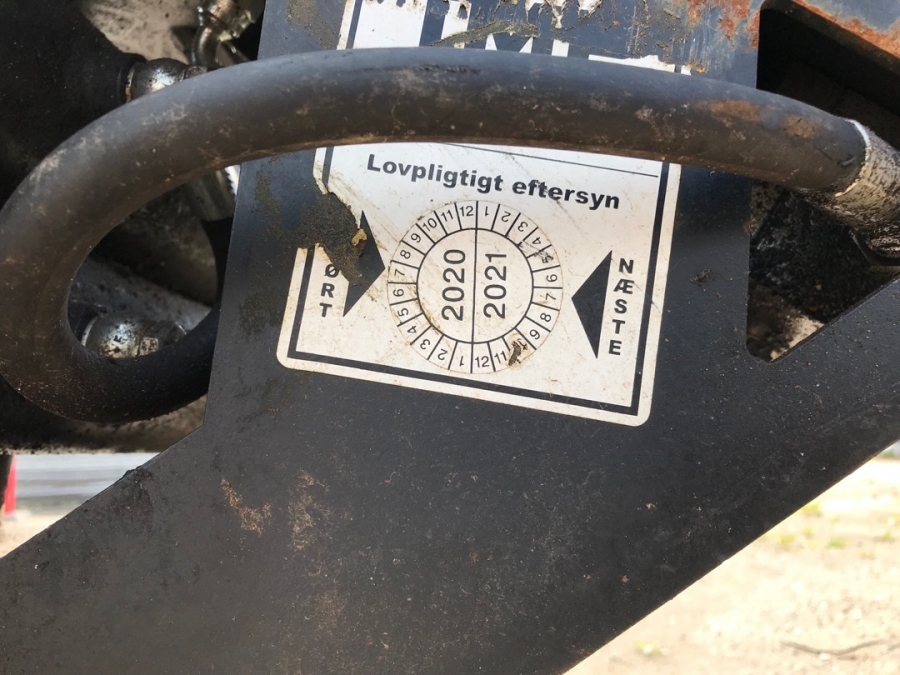 Lovpligtigt eftersyn
ØRT
12 11 10 9 8 7 6 5 4 3 2 1
2020
2021
1 2 3 4 5 6 7 8 9 10 11 12
NÆSTE